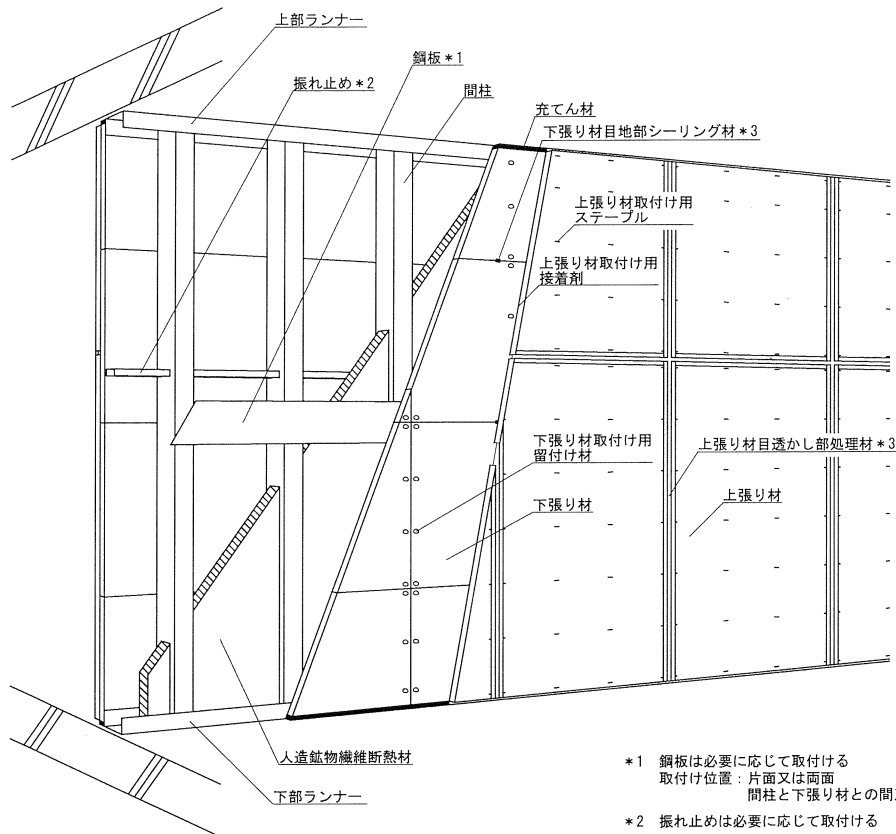 上部ランナー
鋼板*1
振れ止め*2
間柱
充てん材
下張り材目地部シーリング材*3
上張り材取付け用
ステープル
上張り材取付け用
接着剤
下張り材取付け用
留付け材
上張り材目透かし部処理材*3
下張り材
上張り材
人造鉱物繊維断熱材
下部ランナー
*1 鋼板は必要に応じて取付ける
取付け位置:片面又は両面
間柱と下張り材との間
*2 振れ止めは必要に応じて取付ける